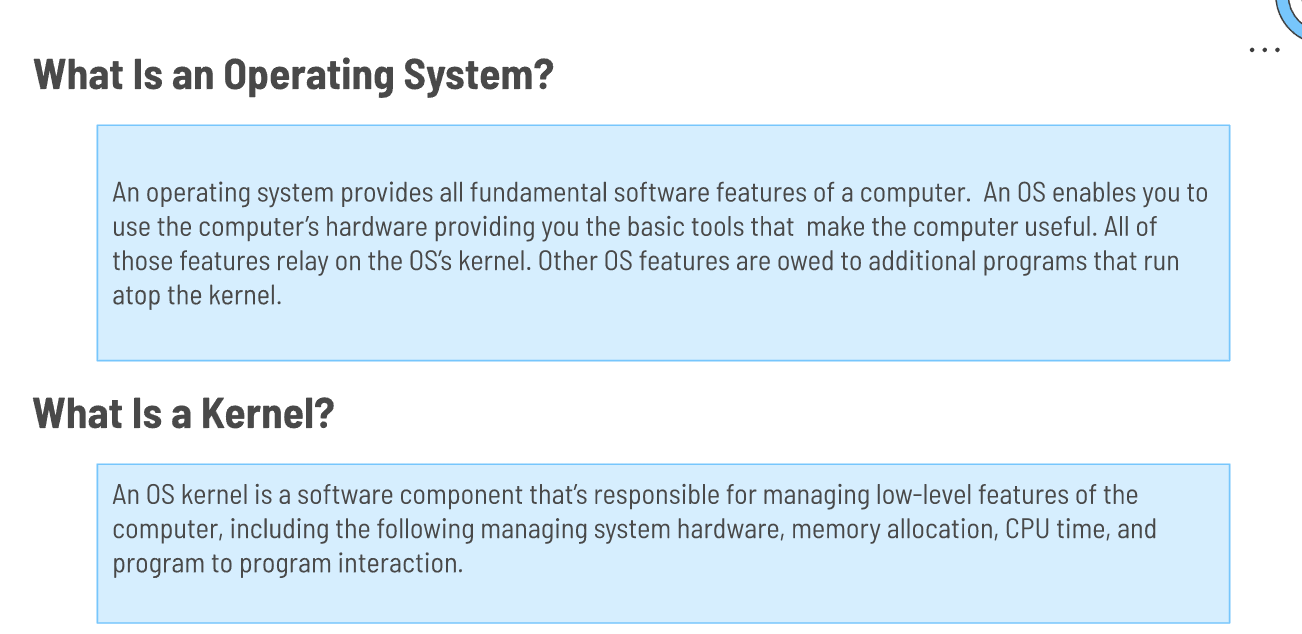 ...
What Is an Operating System?
An operating system provides all fundamental software features of a computer.  An OS enables you to
use the computer's hardware providing you the basic tools that  make the computer useful. All of
those features relay on the OS's kernel. Other OS features are owed to additional programs that run
atop the kernel.
What Is a Kernel?
An OS kernel is a software component that's responsible for managing low-level features of the
computer, including the following managing system hardware, memory allocation, CPU time, and
program to program interaction.